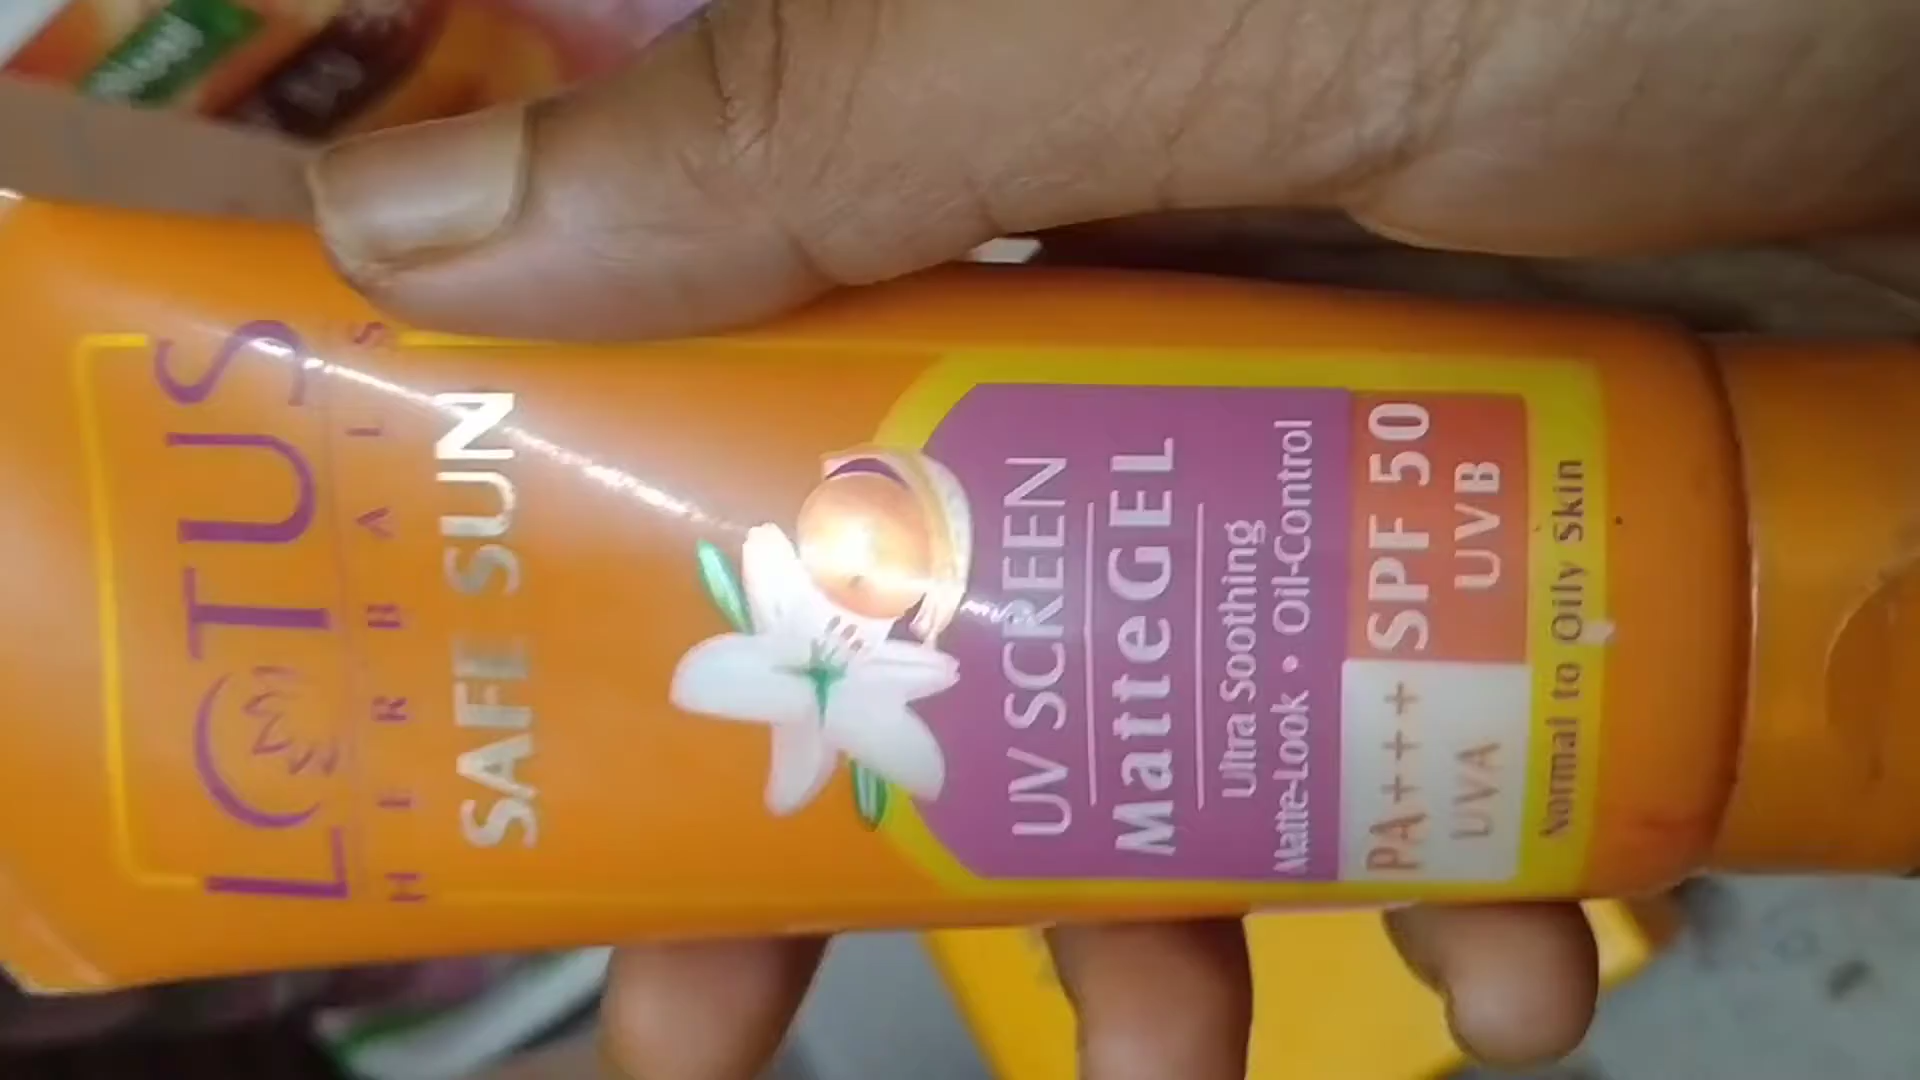 LOTUS
HERBALS
SAFE SUN
UV SCREEN
MatteGEL
Ultra Soothing
Matte-Look • Oil-Control
PA+++ SPF 50
UVA UVB
Normal to Oily skin